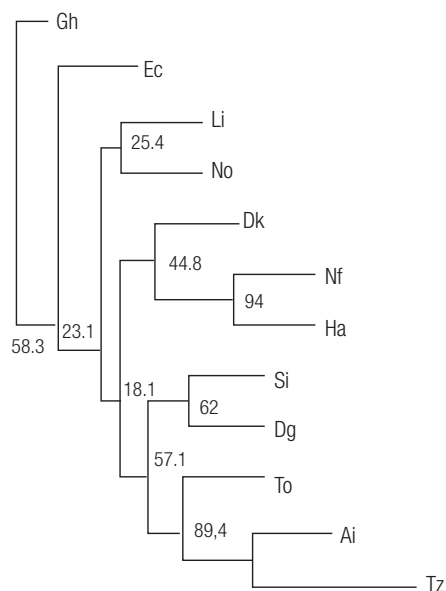 Gh
Ec
Li
25.4
No
Dk
44.8
Nf
94
Ha
23.1
58.3
Si
18.1
62
Dg
57.1
To
89,4
Ai
Tz